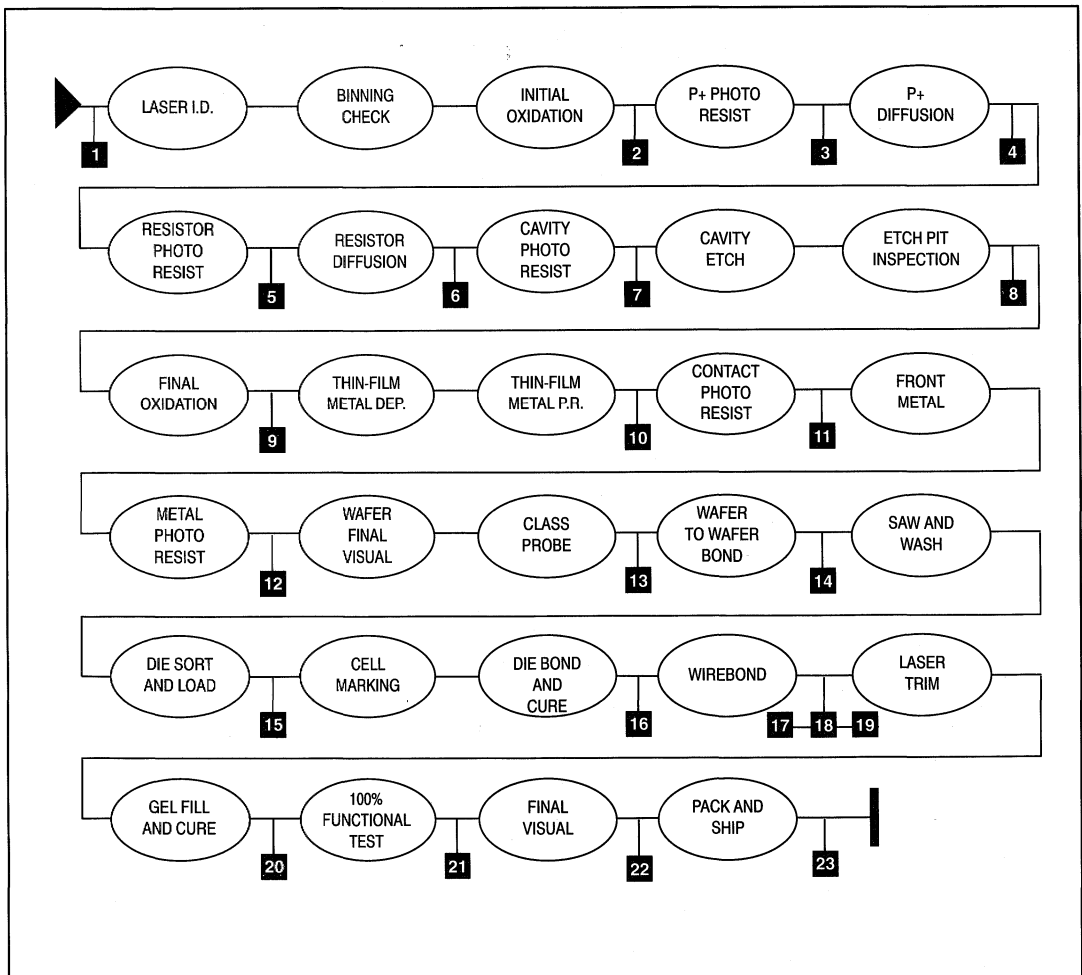 LASER I.D.
BINNING
CHECK
INITIAL
OXIDATION
P+ PHOTO
RESIST
P+
DIFFUSION
1
2
3
4
RESISTOR
PHOTO
RESIST
RESISTOR
DIFFUSION
CAVITY
PHOTO
RESIST
CAVITY
ETCH
ETCH PIT
INSPECTION
5
6
7
8
FINAL
OXIDATION
THIN-FILM
METAL DEP.
THIN-FILM
METAL P.R.
CONTACT
PHOTO
RESIST
FRONT
METAL
9
10
11
METAL
PHOTO
RESIST
WAFER
FINAL
VISUAL
CLASS
PROBE
WAFER
TO WAFER
BOND
SAW AND
WASH
12
13
14
DIE SORT
AND LOAD
CELL
MARKING
DIE BOND
AND
CURE
WIREBOND
LASER
TRIM
15
16
17
18
19
GEL FILL
AND CURE
100%
FUNCTIONAL
TEST
FINAL
VISUAL
PACK AND
SHIP
20
21
22
23